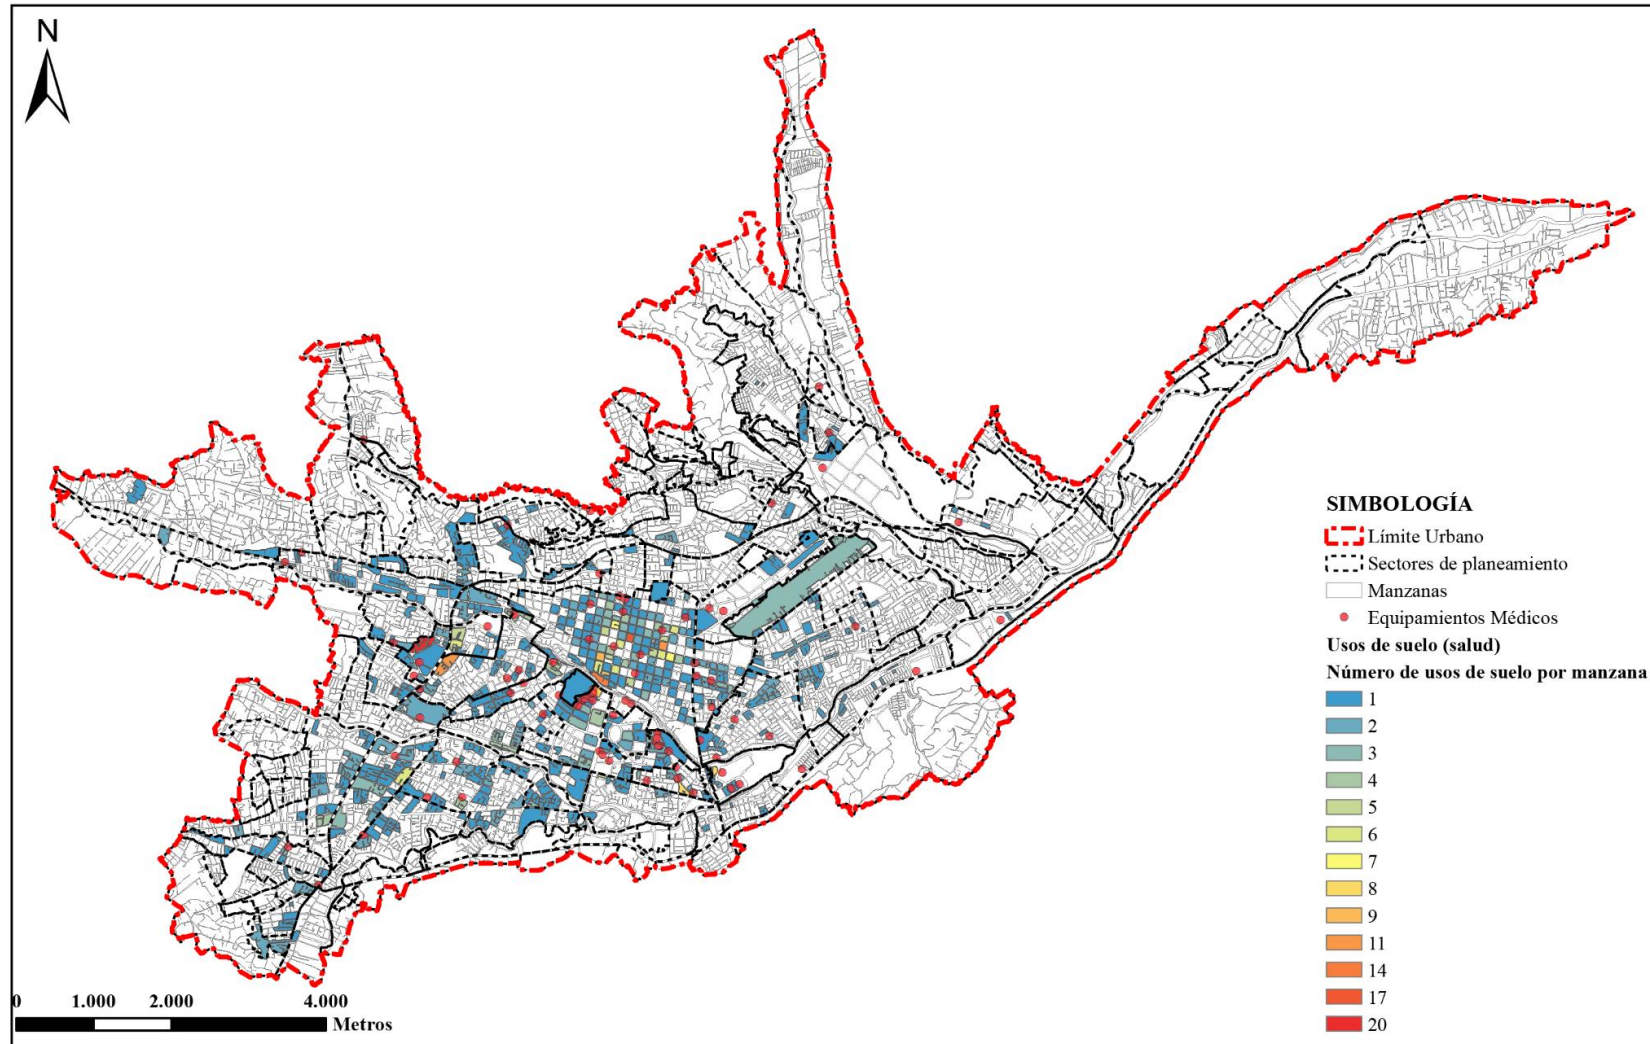 N
SIMBOLOGÍA
Límite Urbano
Sectores de planeamiento
Manzanas
Equipamientos Médicos
Usos de suelo (salud)
Número de usos de suelo por manzana
1
2
3
4
5
6
7
8
9
11
14
17
20
0 1.000 2.000 4.000
Metros